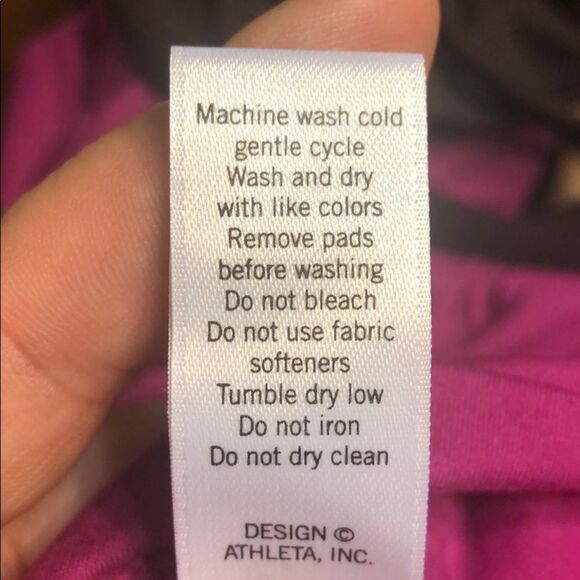 Machine wash cold
gentle cycle
Wash and dry
with like colors
Remove pads
before washing
Do not bleach
Do not use fabric
softeners
Tumble dry low
Do not iron
Do not dry clean
DESIGN ©
ATHLETA, INC.